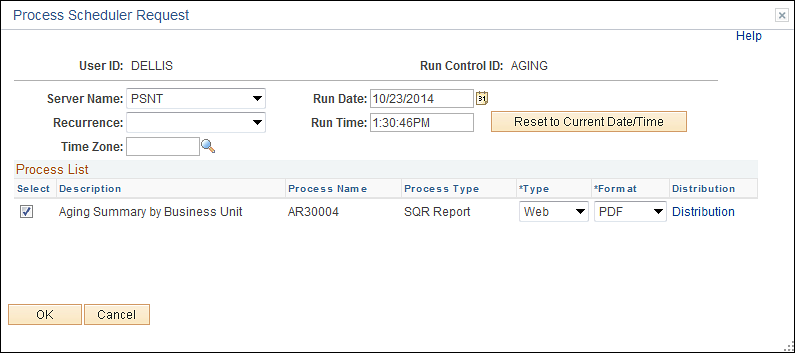 Process Scheduler Request
Help
User ID: DELLIS Run Control ID: AGING
Server Name: PSNT Run Date: 10/23/2014 31
Recurrence: Run Time: 1:30:46PM Reset to Current Date/Time
Time Zone:
Process List
Select Description Process Name Process Type *Type *Format Distribution
Aging Summary by Business Unit AR30004 SQR Report Web PDF Distribution
OK Cancel